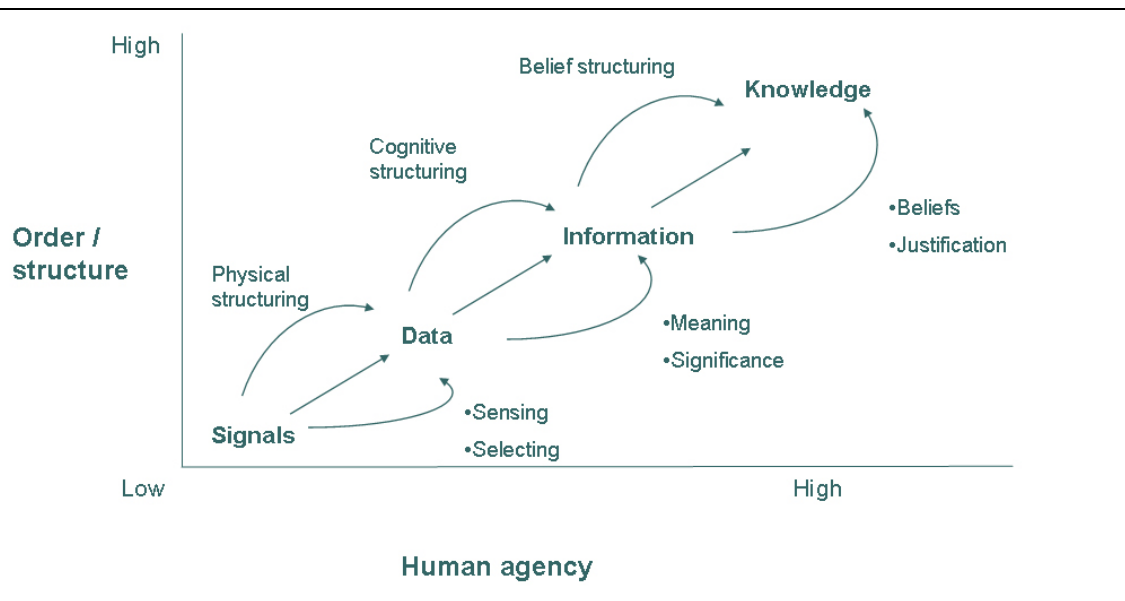 High
Belief structuring
Knowledge
Cognitive
structuring
•Beliefs
•Justification
Order /
structure
Information
Physical
structuring
•Meaning
•Significance
Data
•Sensing
•Selecting
Signals
Low
High
Human agency